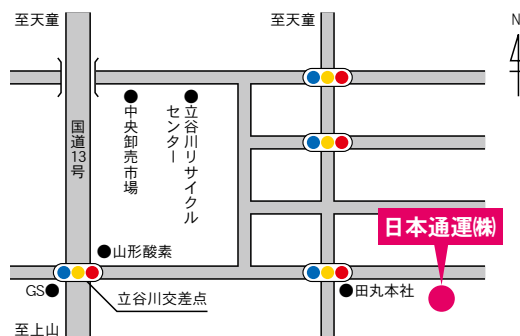 至天童
至天童
N
国道13号
中央卸売市場
立谷川リサイクル
センター
日本通運㈱
山形酸素
GS
立谷川交差点
田丸本社
至上山